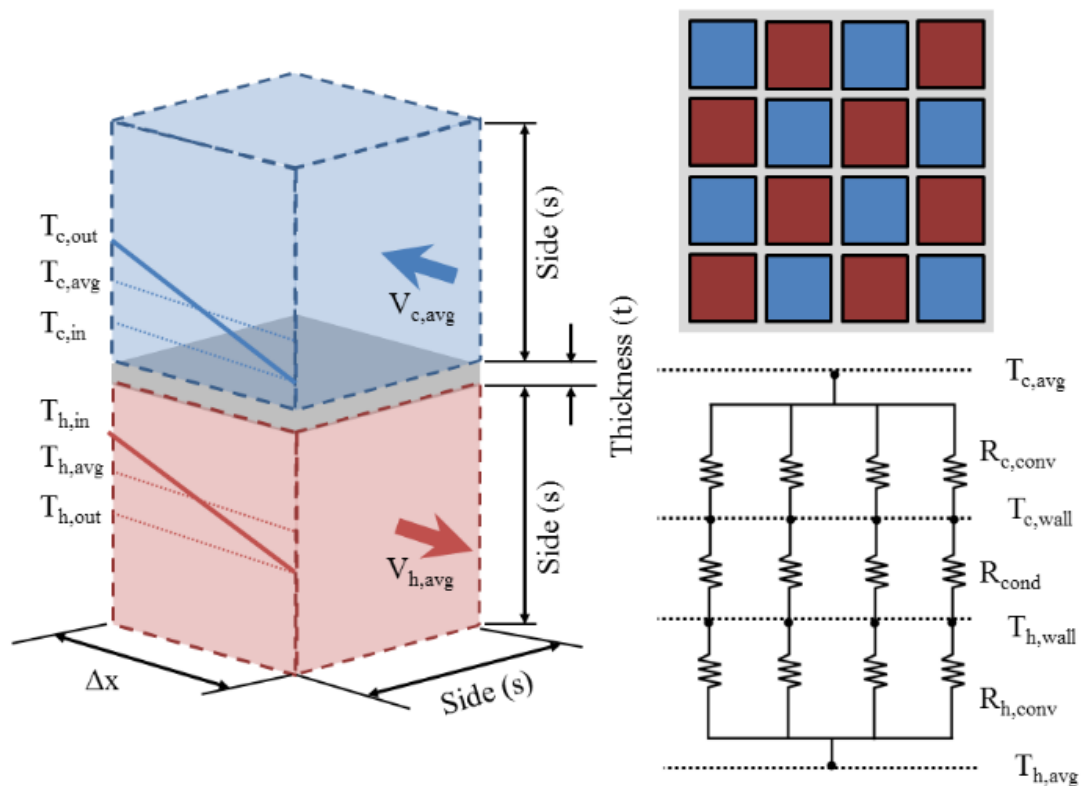 T_c,out
T_c,avg
T_c,in
V_c,avg
Side (s)
Thickness (t)
T_h,in
T_h,avg
T_h,out
V_h,avg
Side (s)
Δx
Side (s)
T_c,avg
R_c,conv
T_c,wall
R_cond
T_h,wall
R_h,conv
T_h,avg